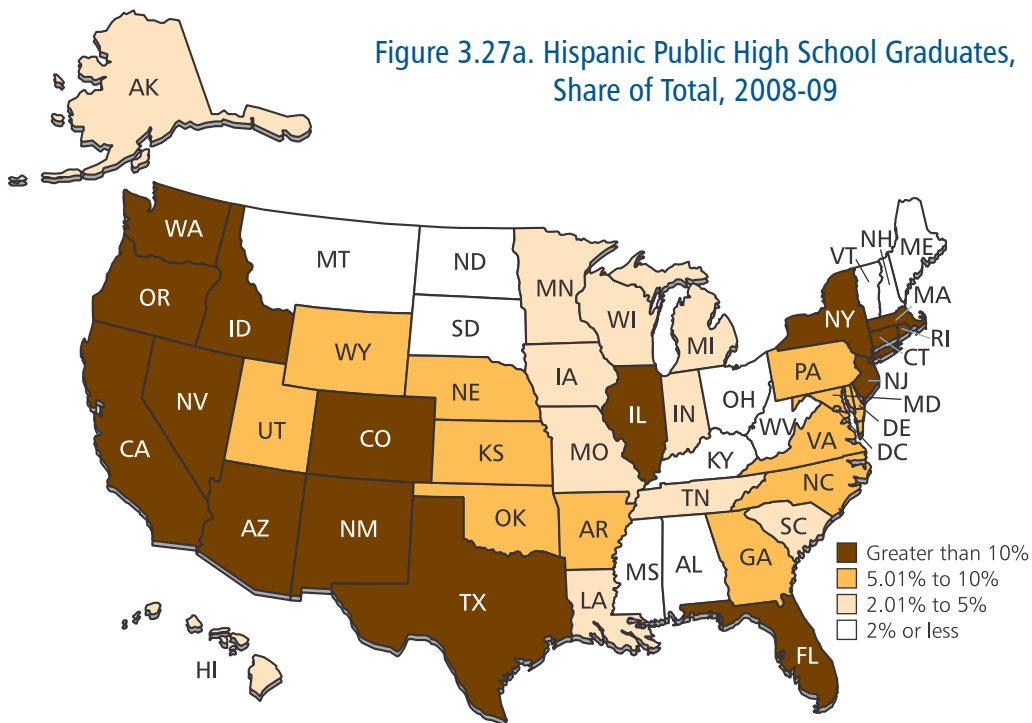 Figure 3.27a. Hispanic Public High School Graduates,
Share of Total, 2008-09
AK
WA
MT
ND
MN
VT
NH
ME
OR
ID
SD
WI
MI
NY
MA
RI
CT
WY
IA
PA
NJ
NV
NE
IL
IN
OH
MD
DE
CA
UT
CO
KS
MO
WV
VA
DC
KY
AZ
NM
OK
AR
TN
NC
SC
TX
LA
MS
AL
GA
FL
HI
Greater than 10%
5.01% to 10%
2.01% to 5%
2% or less